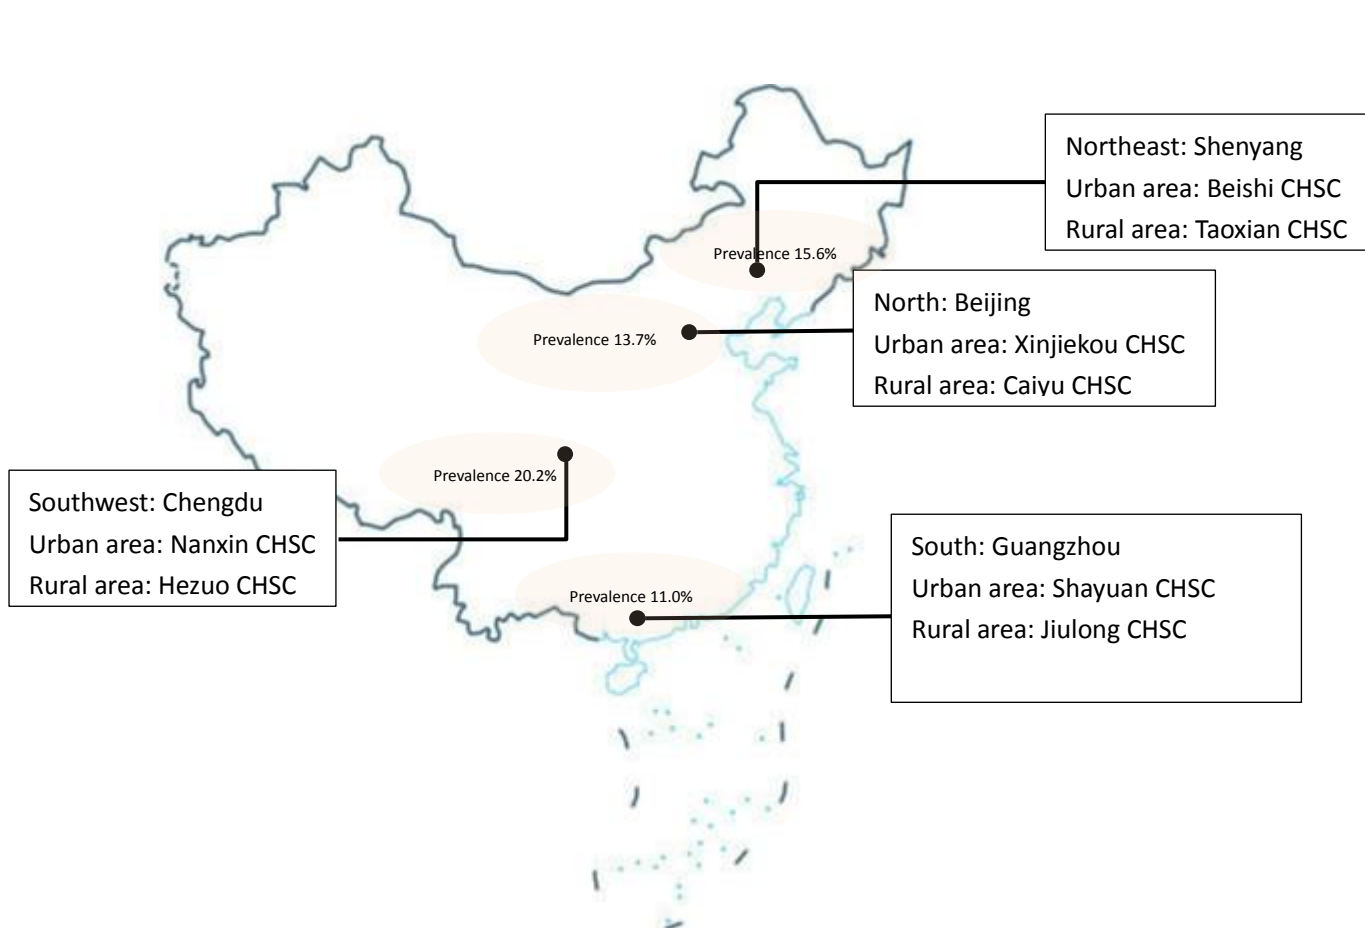 Northeast: Shenyang
Urban area: Beishi CHSC
Rural area: Taoxian CHSC
Prevalence 15.6%
North: Beijing
Urban area: Xinjiekou CHSC
Rural area: Caiyu CHSC
Prevalence 13.7%
Prevalence 20.2%
Southwest: Chengdu
Urban area: Nanxin CHSC
Rural area: Hezuo CHSC
South: Guangzhou
Urban area: Shayuan CHSC
Rural area: Jiulong CHSC
Prevalence 11.0%